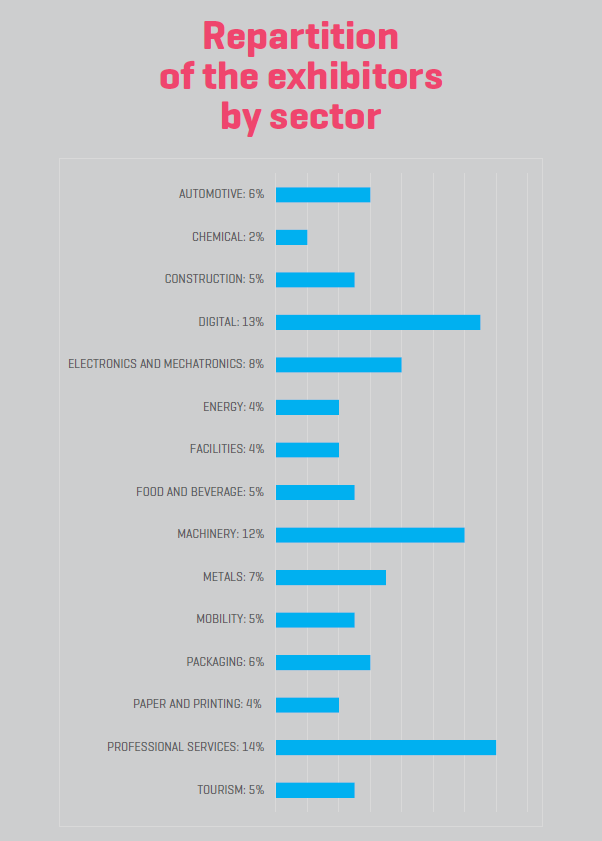 Repartition
of the exhibitors
by sector
AUTOMOTIVE: 6%
CHEMICAL: 2%
CONSTRUCTION: 5%
DIGITAL: 13%
ELECTRONICS AND MECHATRONICS: 8%
ENERGY: 4%
FACILITIES: 4%
FOOD AND BEVERAGE: 5%
MACHINERY: 12%
METALS: 7%
MOBILITY: 5%
PACKAGING: 6%
PAPER AND PRINTING: 4%
PROFESSIONAL SERVICES: 14%
TOURISM: 5%